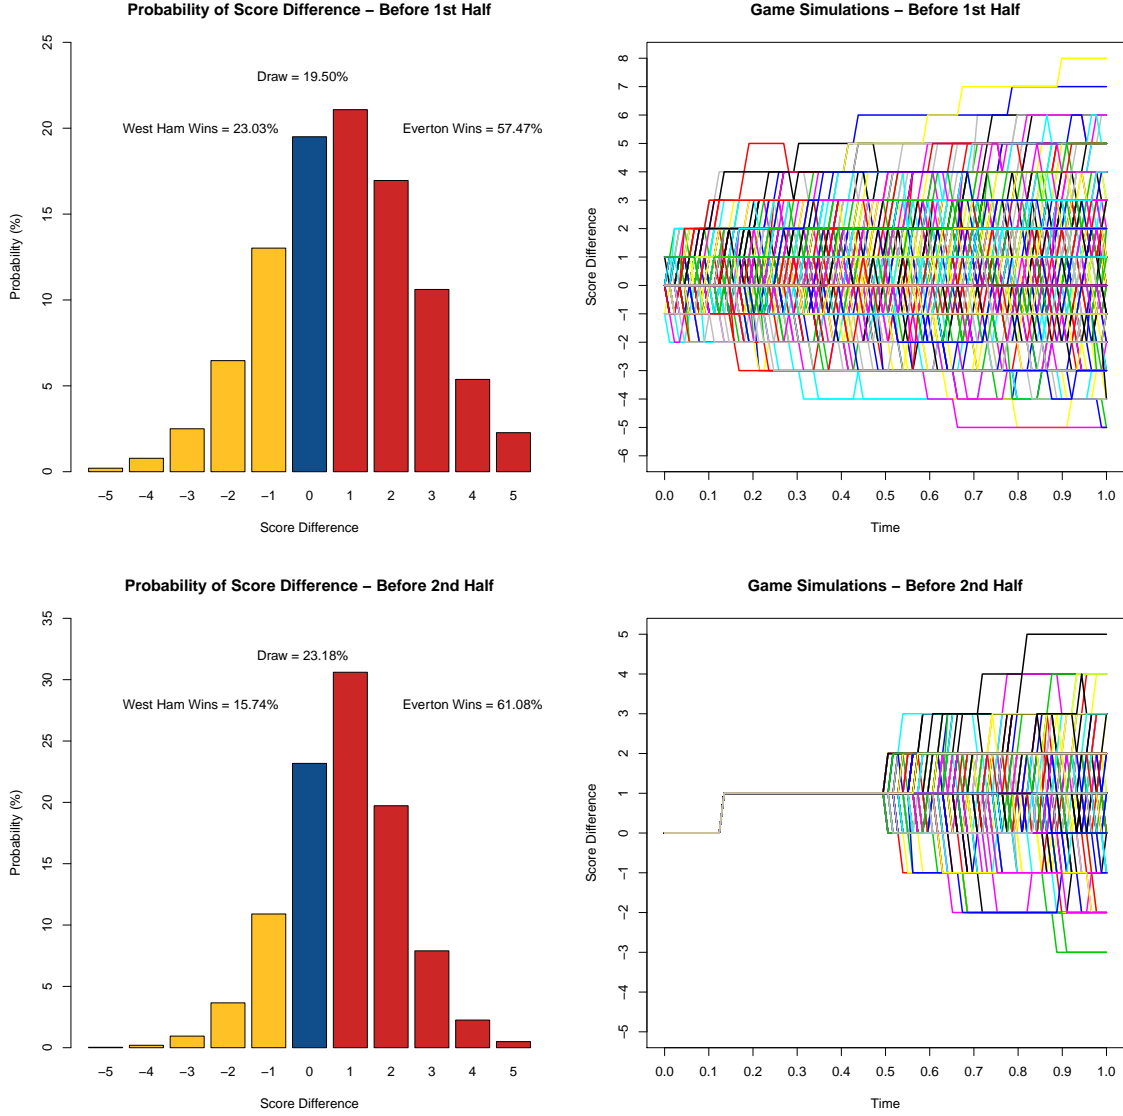 Probability of Score Difference – Before 1st Half
Probability (%)
25
20
15
10
5
0
Draw = 19.50%
West Ham Wins = 23.03%
Everton Wins = 57.47%
−5 −4 −3 −2 −1 0 1 2 3 4 5
Score Difference
Game Simulations – Before 1st Half
Score Difference
8
7
6
5
4
3
2
1
0
−1
−2
−3
−4
−5
−6
0.0 0.1 0.2 0.3 0.4 0.5 0.6 0.7 0.8 0.9 1.0
Time
Probability of Score Difference – Before 2nd Half
Probability (%)
35
30
25
20
15
10
5
0
Draw = 23.18%
West Ham Wins = 15.74%
Everton Wins = 61.08%
−5 −4 −3 −2 −1 0 1 2 3 4 5
Score Difference
Game Simulations – Before 2nd Half
Score Difference
5
4
3
2
1
0
−1
−2
−3
−4
−5
0.0 0.1 0.2 0.3 0.4 0.5 0.6 0.7 0.8 0.9 1.0
Time